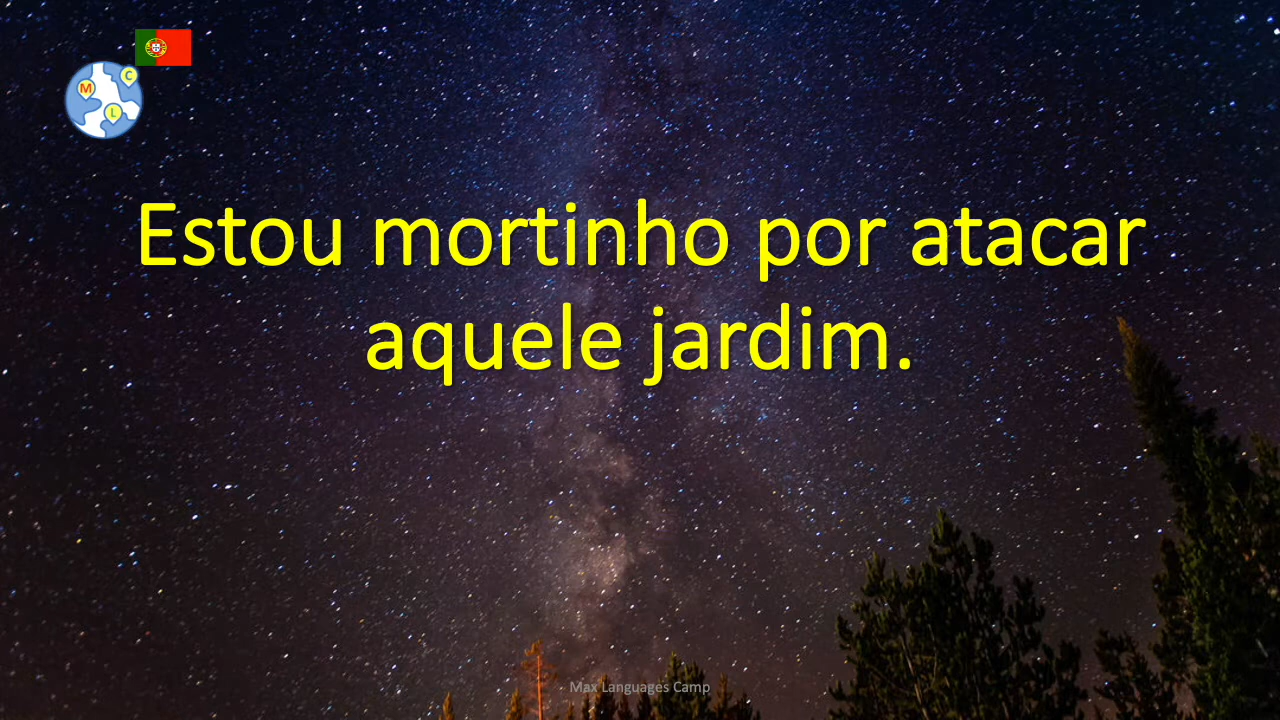 M
C
L
Estou mortinho por atacar
aquele jardim.
Max Languages Camp